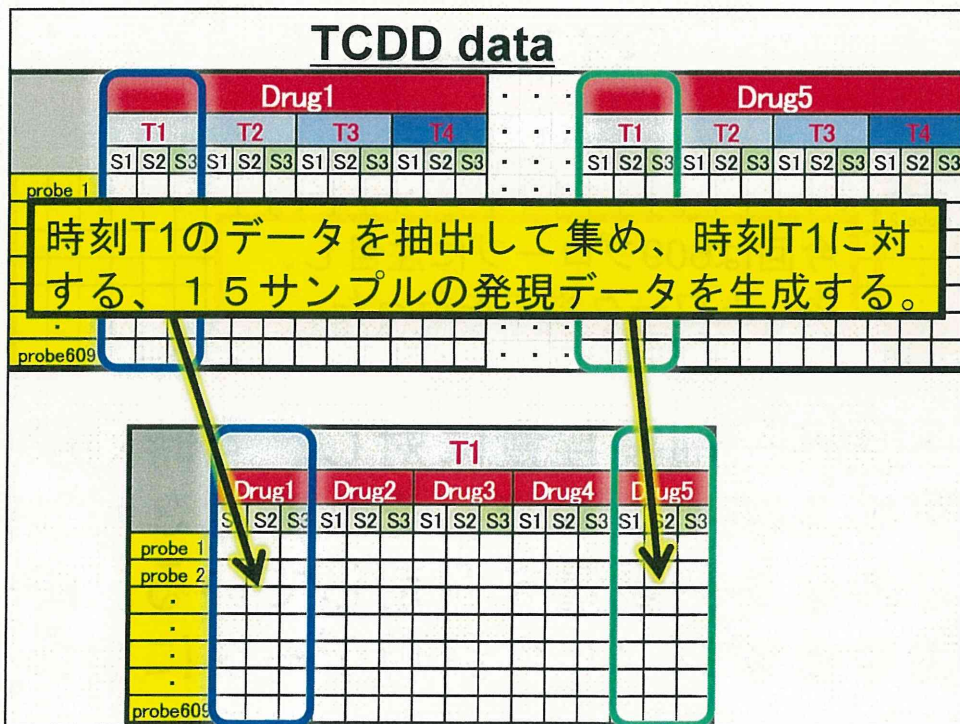 TCDD data
Drug1 · · · Drug5
T1 T2 T3 T4 · · · T1 T2 T3 T4
S1 S2 S3 S1 S2 S3 S1 S2 S3 S1 S2 S3 · · · S1 S2 S3 S1 S2 S3 S1 S2 S3 S1 S2 S3
probe 1
時刻T1のデータを抽出して集め、時刻T1に対
する、15サンプルの発現データを生成する。
probe609
T1
Drug1 Drug2 Drug3 Drug4 Drug5
S1 S2 S3 S1 S2 S3 S1 S2 S3 S1 S2 S3 S1 S2 S3
probe 1
probe 2
·
·
·
·
probe609